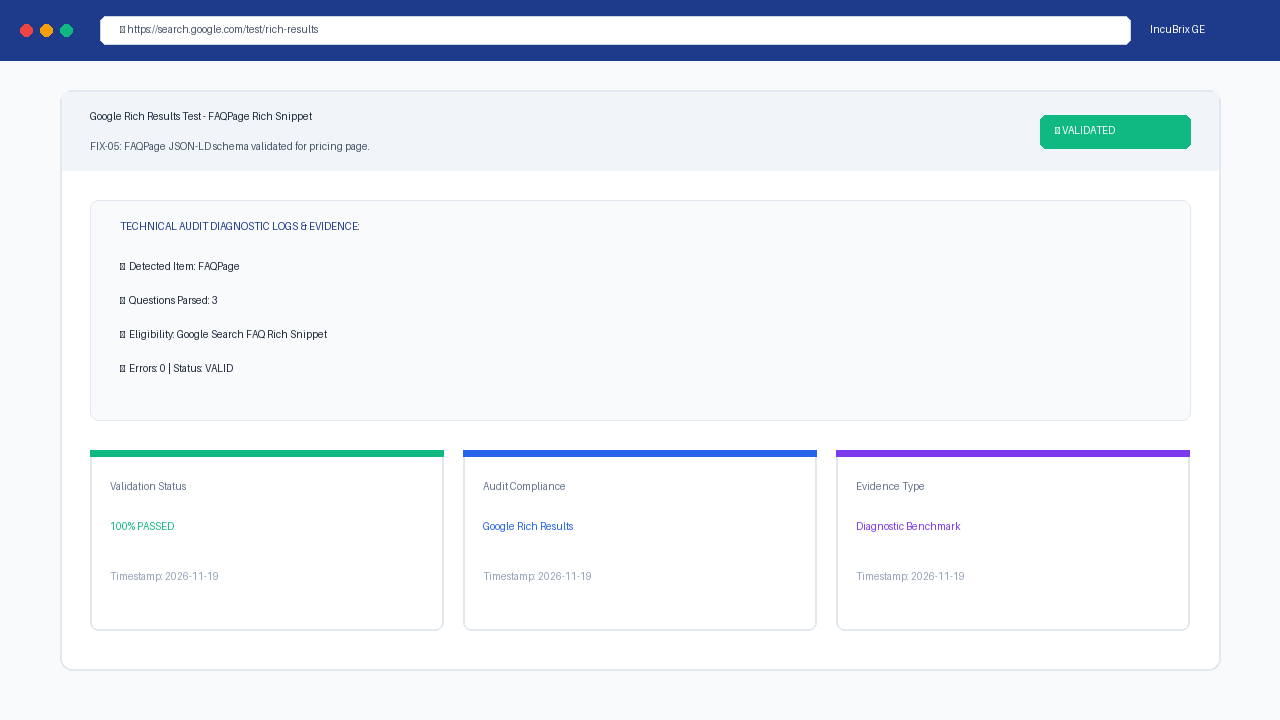 https://search.google.com/test/rich-results
IncuBrix GE
Google Rich Results Test - FAQPage Rich Snippet
FIX-05: FAQPage JSON-LD schema validated for pricing page.
VALIDATED
TECHNICAL AUDIT DIAGNOSTIC LOGS & EVIDENCE:
Detected Item: FAQPage
Questions Parsed: 3
Eligibility: Google Search FAQ Rich Snippet
Errors: 0 | Status: VALID
Validation Status
100% PASSED
Timestamp: 2026-11-19
Audit Compliance
Google Rich Results
Timestamp: 2026-11-19
Evidence Type
Diagnostic Benchmark
Timestamp: 2026-11-19